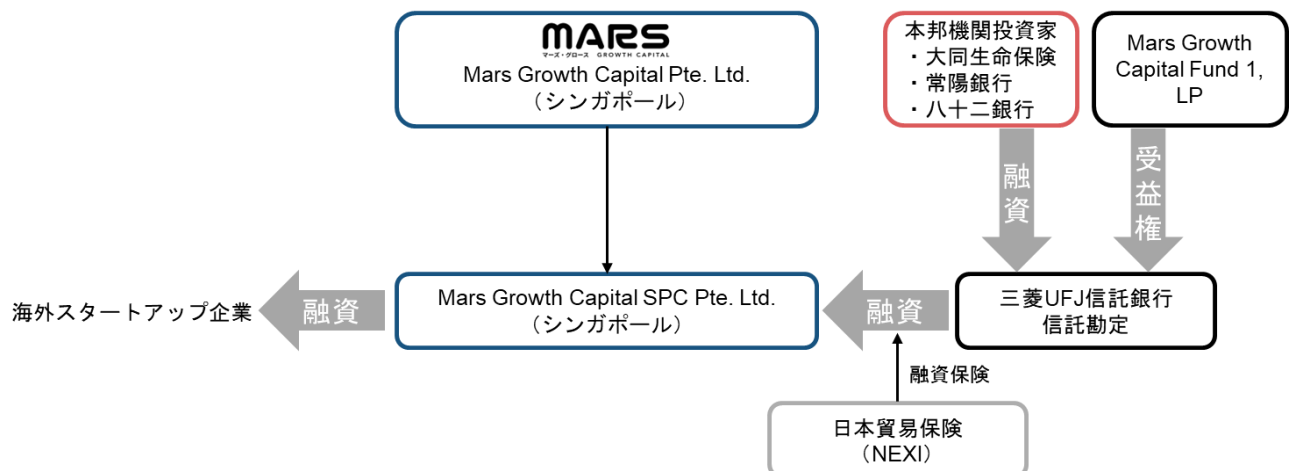 MARS
マーズ・グロース GROWTH CAPITAL
Mars Growth Capital Pte. Ltd.
（シンガポール）
本邦機関投資家
・大同生命保険
・常陽銀行
・八十二銀行
Mars Growth
Capital Fund 1,
LP
融資
受益権
海外スタートアップ企業
融資
Mars Growth Capital SPC Pte. Ltd.
（シンガポール）
融資
三菱UFJ信託銀行
信託勘定
融資保険
日本貿易保険
（NEXI）